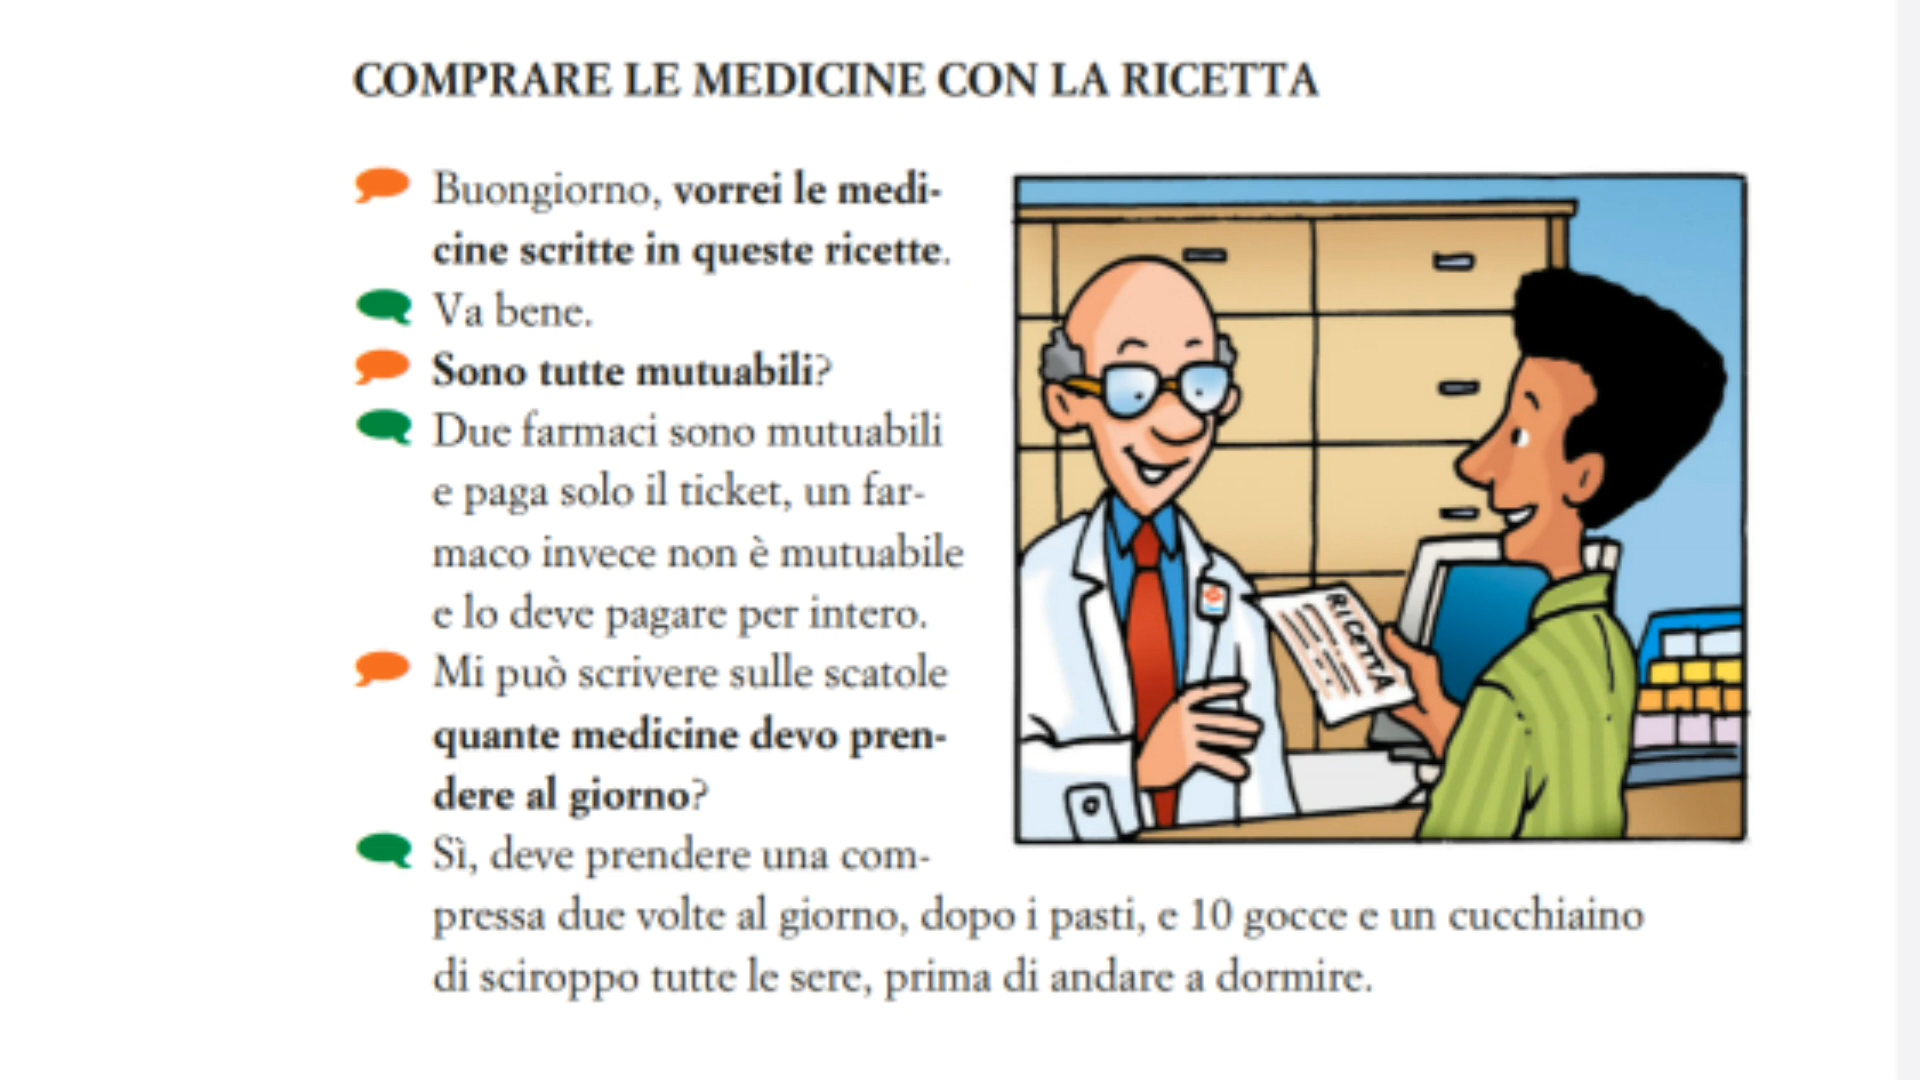 COMPRARE LE MEDICINE CON LA RICETTA
Buongiorno, vorrei le medi-
cine scritte in queste ricette.
Va bene.
Sono tutte mutuabili?
Due farmaci sono mutuabili
e paga solo il ticket, un far-
maco invece non è mutuabile
e lo deve pagare per intero.
Mi può scrivere sulle scatole
quante medicine devo pren-
dere al giorno?
Sì, deve prendere una com-
pressa due volte al giorno, dopo i pasti, e 10 gocce e un cucchiaino
di sciroppo tutte le sere, prima di andare a dormire.
RICETTA